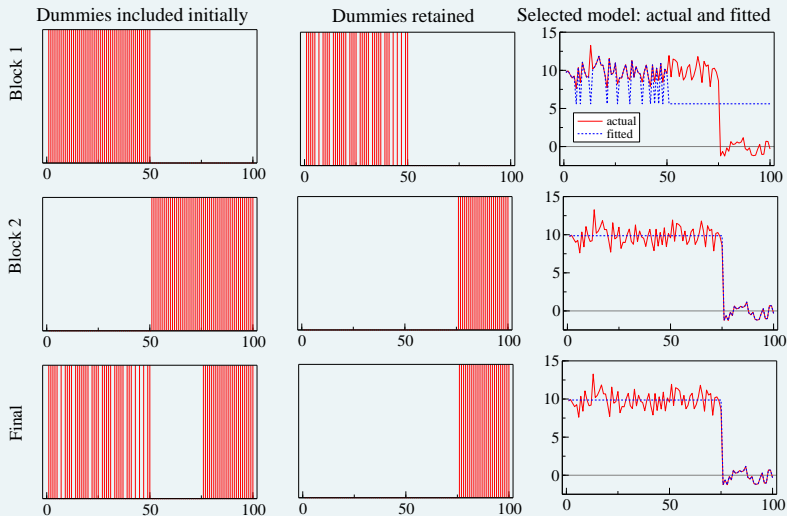 Dummies included initially
Dummies retained
Selected model: actual and fitted
Block 1
0 50 100
0 50 100
15
10
5
0
actual
fitted
0 50 100
Block 2
0 50 100
0 50 100
15
10
5
0
0 50 100
Final
0 50 100
0 50 100
15
10
5
0
0 50 100